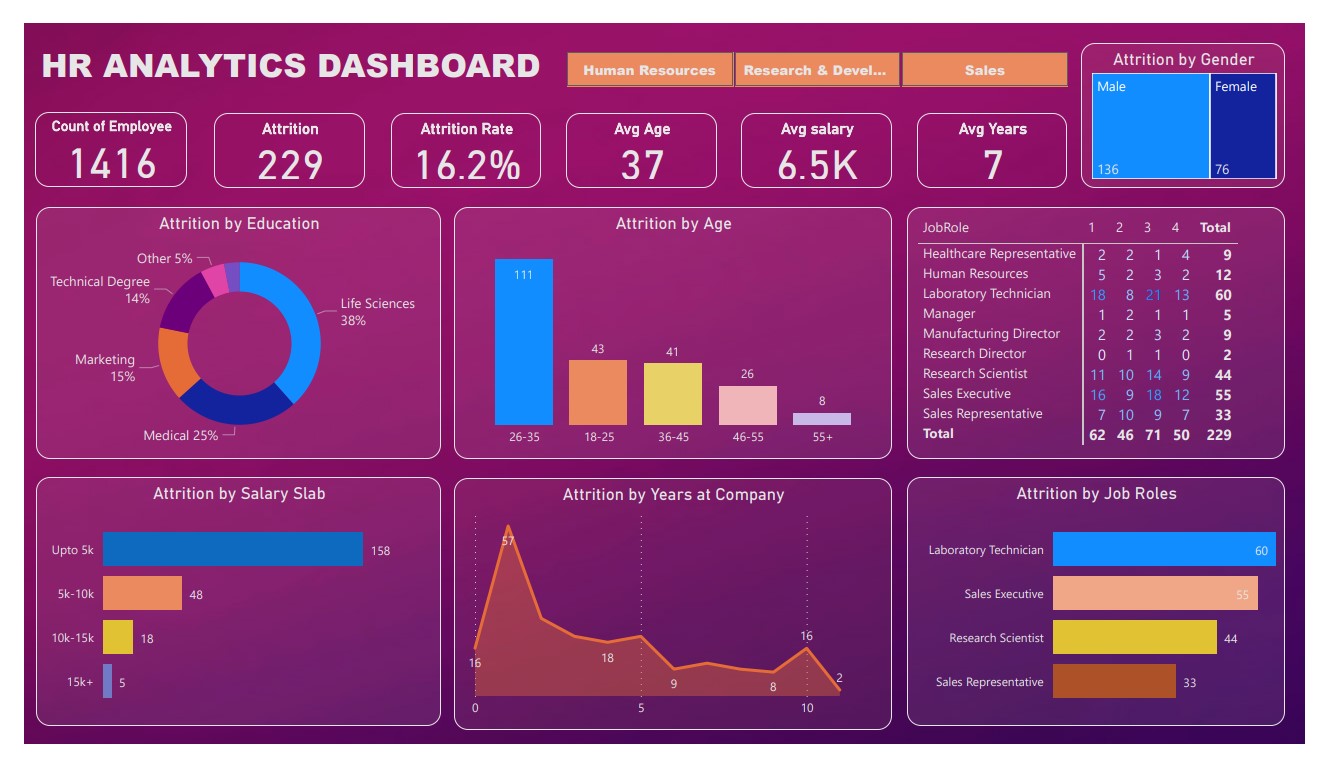 HR ANALYTICS DASHBOARD
Human Resources
Research & Devel...
Sales
Attrition by Gender
Male
Female
136
76
Count of Employee
1416
Attrition
229
Attrition Rate
16.2%
Avg Age
37
Avg salary
6.5K
Avg Years
7
Attrition by Education
Other 5%
Technical Degree
14%
Life Sciences
38%
Marketing
15%
Medical 25%
Attrition by Age
111
43
41
26
8
26-35
18-25
36-45
46-55
55+
JobRole 1 2 3 4 Total
Healthcare Representative 2 2 1 4 9
Human Resources 5 2 3 2 12
Laboratory Technician 18 8 21 13 60
Manager 1 2 1 1 5
Manufacturing Director 2 2 3 2 9
Research Director 0 1 1 0 2
Research Scientist 11 10 14 9 44
Sales Executive 16 9 18 12 55
Sales Representative 7 10 9 7 33
Total 62 46 71 50 229
Attrition by Salary Slab
Upto 5k 158
5k-10k 48
10k-15k 18
15k+ 5
Attrition by Years at Company
57
16
18
9
8
16
2
0 5 10
Attrition by Job Roles
Laboratory Technician 60
Sales Executive 55
Research Scientist 44
Sales Representative 33